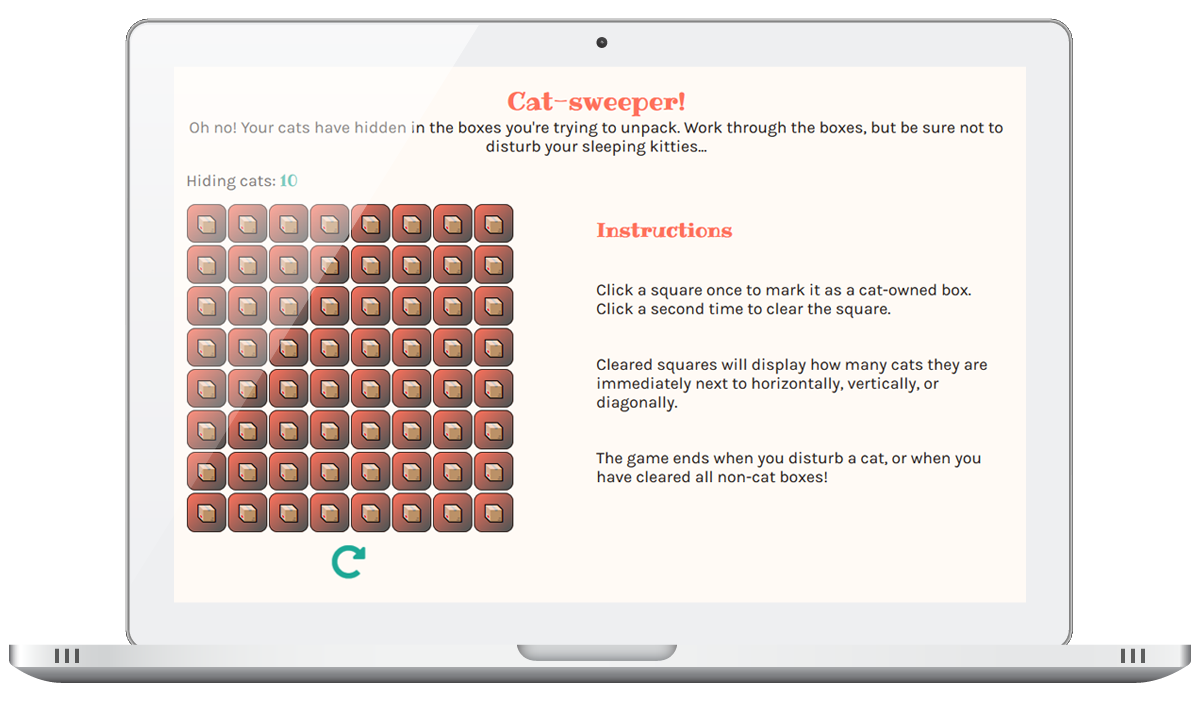 Cat-sweeper!
Oh no! Your cats have hidden in the boxes you're trying to unpack. Work through the boxes, but be sure not to
disturb your sleeping kitties...
Hiding cats: 10
Instructions
Click a square once to mark it as a cat-owned box.
Click a second time to clear the square.
Cleared squares will display how many cats they are
immediately next to horizontally, vertically, or
diagonally.
The game ends when you disturb a cat, or when you
have cleared all non-cat boxes!